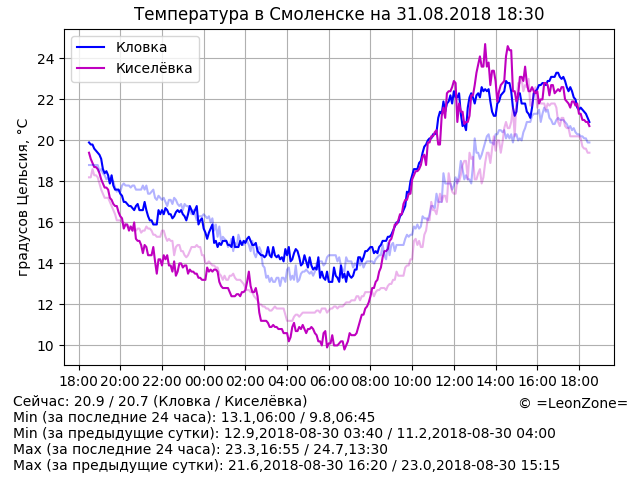 Температура в Смоленске на 31.08.2018 18:30
градусов Цельсия, °C
24
22
20
18
16
14
12
10
Кловка
Киселёвка
18:00 20:00 22:00 00:00 02:00 04:00 06:00 08:00 10:00 12:00 14:00 16:00 18:00
Сейчас: 20.9 / 20.7 (Кловка / Киселёвка)
© =LeonZone=
Min (за последние 24 часа): 13.1,06:00 / 9.8,06:45
Min (за предыдущие сутки): 12.9,2018-08-30 03:40 / 11.2,2018-08-30 04:00
Max (за последние 24 часа): 23.3,16:55 / 24.7,13:30
Max (за предыдущие сутки): 21.6,2018-08-30 16:20 / 23.0,2018-08-30 15:15